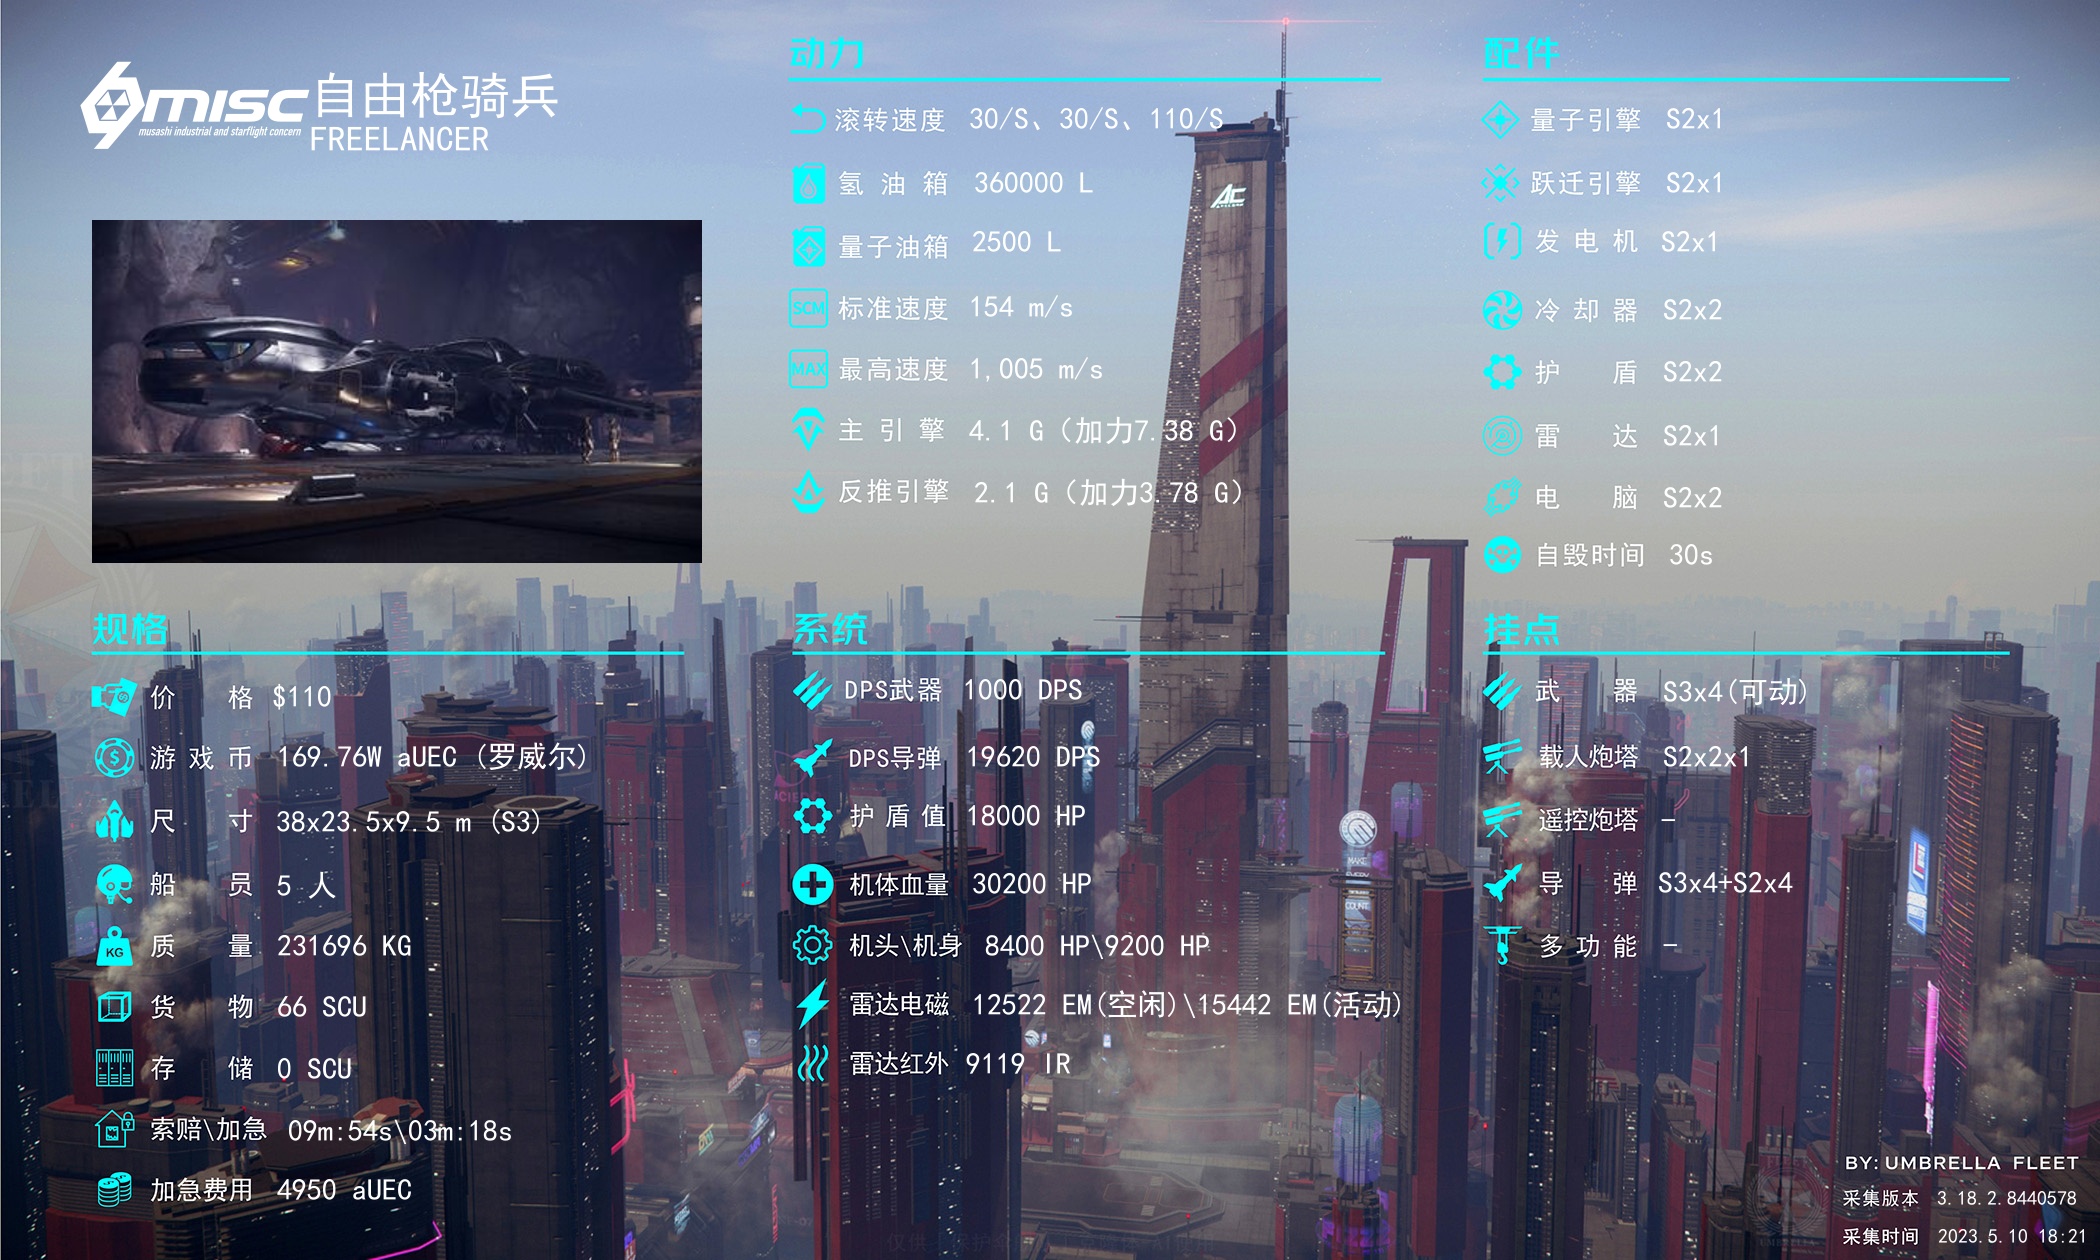 misc 自由枪骑兵
musashi industrial and starflight concern
FREELANCER
动力
滚转速度 30/S、30/S、110/S
氢油箱 360000 L
量子油箱 2500 L
SCM 标准速度 154 m/s
MAX 最高速度 1,005 m/s
主引擎 4.1 G（加力7.38 G）
反推引擎 2.1 G（加力3.78 G）
配件
量子引擎 S2x1
跃迁引擎 S2x1
发电机 S2x1
冷却器 S2x2
护盾 S2x2
雷达 S2x1
电脑 S2x2
自毁时间 30s
规格
价格 $110
游戏币 169.76W aUEC (罗威尔)
尺寸 38x23.5x9.5 m (S3)
船员 5 人
KG 质量 231696 KG
货物 66 SCU
存储 0 SCU
索赔\加急 09m:54s\03m:18s
加急费用 4950 aUEC
系统
DPS武器 1000 DPS
DPS导弹 19620 DPS
护盾值 18000 HP
机体血量 30200 HP
机头\机身 8400 HP\9200 HP
雷达电磁 12522 EM(空闲)\15442 EM(活动)
雷达红外 9119 IR
挂点
武器 S3x4(可动)
载人炮塔 S2x2x1
遥控炮塔 -
导弹 S3x4+S2x4
多功能 -
AC
MAKE
EVERY
COUNT
BY: UMBRELLA FLEET
采集版本 3.18.2.8440578
采集时间 2023.5.10 18:21